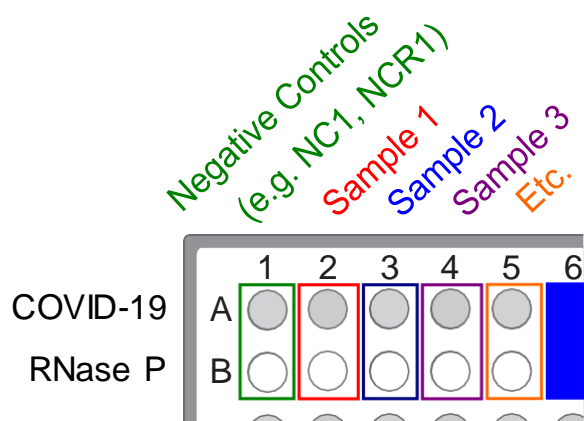 Negative Controls
(e.g. NC1, NCR1)
Sample 1
Sample 2
Sample 3
Etc.
1 2 3 4 5 6
COVID-19 A
RNase P B